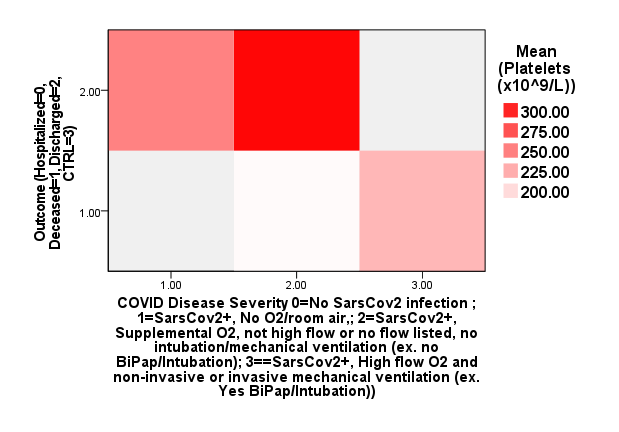 Outcome (Hospitalized=0,
Deceased=1, Discharged=2,
CTRL=3)
2.00
1.00
1.00
2.00
3.00
COVID Disease Severity 0=No SarsCov2 infection ;
1=SarsCov2+, No O2/room air,; 2=SarsCov2+,
Supplemental O2, not high flow or no flow listed, no
intubation/mechanical ventilation (ex. no
BiPap/Intubation); 3==SarsCov2+, High flow O2 and
non-invasive or invasive mechanical ventilation (ex.
Yes BiPap/Intubation))
Mean
(Platelets
(x10^9/L))
300.00
275.00
250.00
225.00
200.00